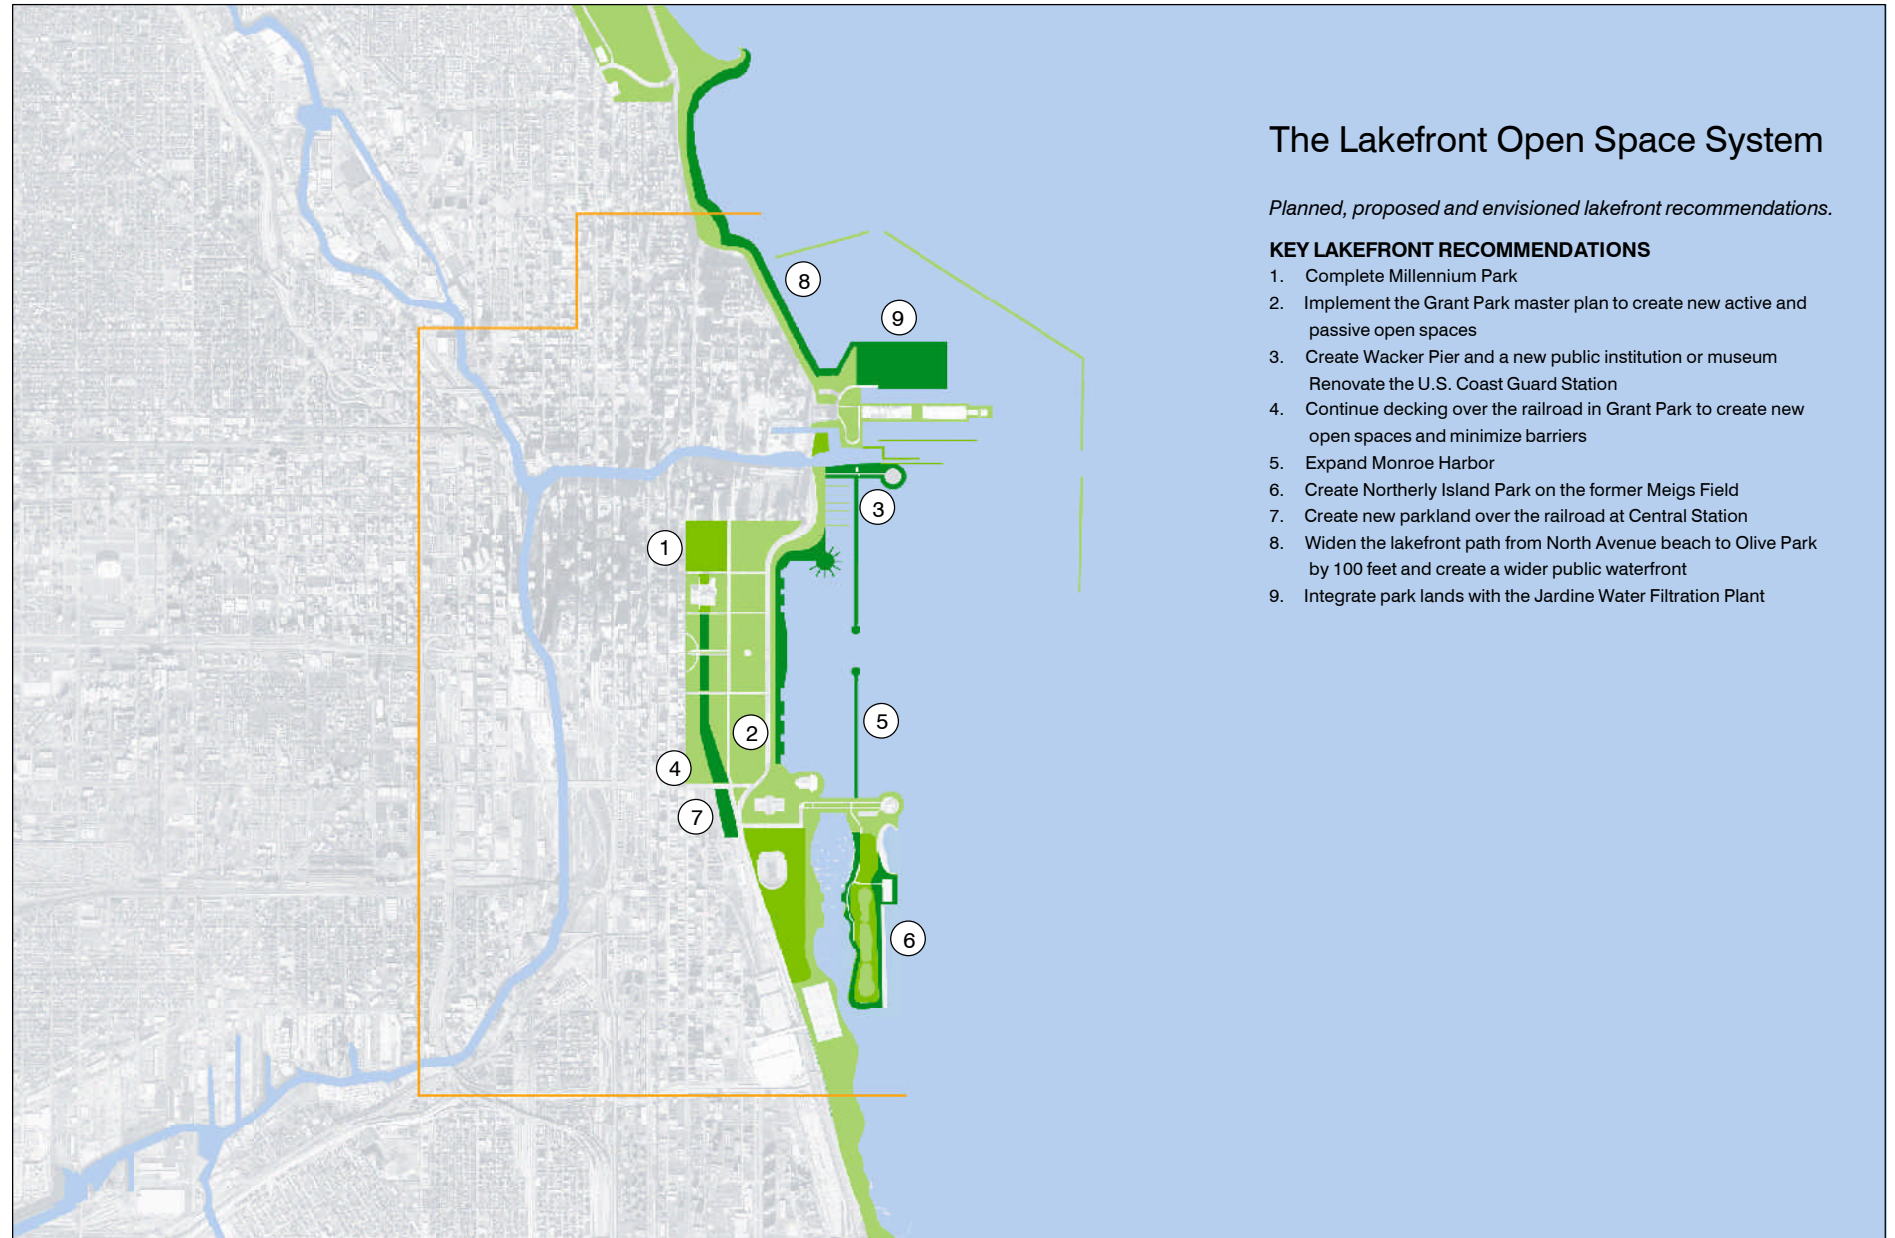 The Lakefront Open Space System
Planned, proposed and envisioned lakefront recommendations.
KEY LAKEFRONT RECOMMENDATIONS
1. Complete Millennium Park
2. Implement the Grant Park master plan to create new active and
passive open spaces
3. Create Wacker Pier and a new public institution or museum
Renovate the U.S. Coast Guard Station
4. Continue decking over the railroad in Grant Park to create new
open spaces and minimize barriers
5. Expand Monroe Harbor
6. Create Northerly Island Park on the former Meigs Field
7. Create new parkland over the railroad at Central Station
8. Widen the lakefront path from North Avenue beach to Olive Park
by 100 feet and create a wider public waterfront
9. Integrate park lands with the Jardine Water Filtration Plant
8
9
3
1
5
2
4
7
6